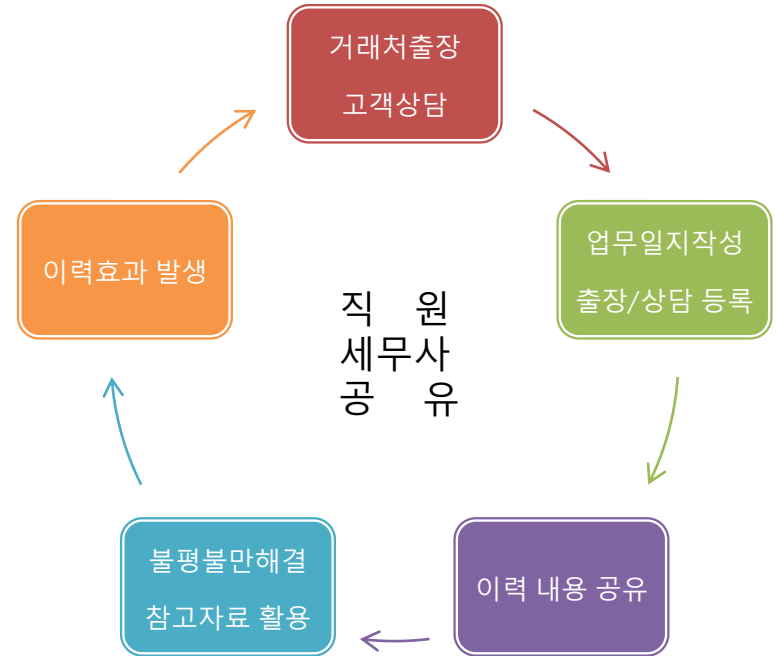 거래처출장
고객상담
업무일지작성
출장/상담 등록
이력 내용 공유
불평불만해결
참고자료 활용
이력효과 발생
직 원
세무사
공 유